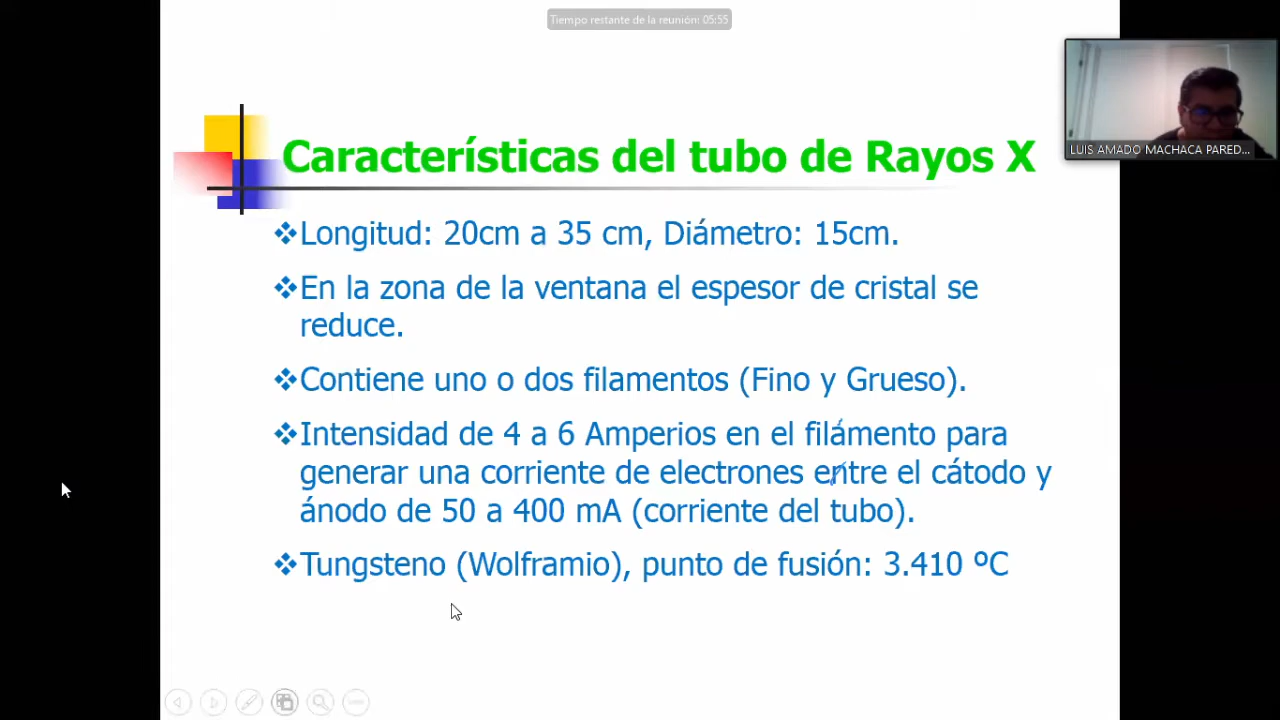 Tiempo restante de la reunión: 05:55
LUIS AMADO MACHACA PARED...
Características del tubo de Rayos X
❖Longitud: 20cm a 35 cm, Diámetro: 15cm.
❖En la zona de la ventana el espesor de cristal se
reduce.
❖Contiene uno o dos filamentos (Fino y Grueso).
❖Intensidad de 4 a 6 Amperios en el filámento para
generar una corriente de electrones entre el cátodo y
ánodo de 50 a 400 mA (corriente del tubo).
❖Tungsteno (Wolframio), punto de fusión: 3.410 ºC